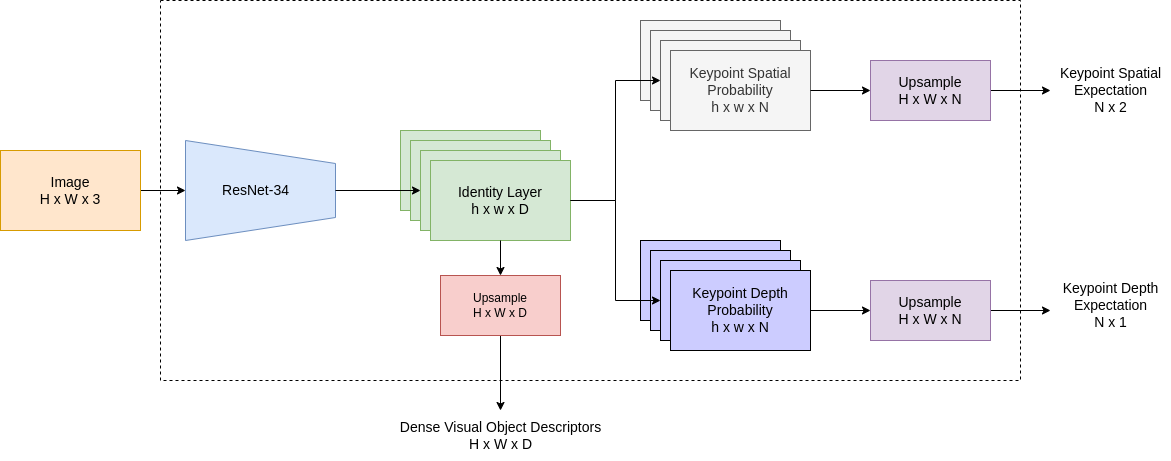 Image
H x W x 3
ResNet-34
Identity Layer
h x w x D
Upsample
H x W x D
Dense Visual Object Descriptors
H x W x D
Keypoint Spatial
Probability
h x w x N
Upsample
H x W x N
Keypoint Spatial
Expectation
N x 2
Keypoint Depth
Probability
h x w x N
Upsample
H x W x N
Keypoint Depth
Expectation
N x 1